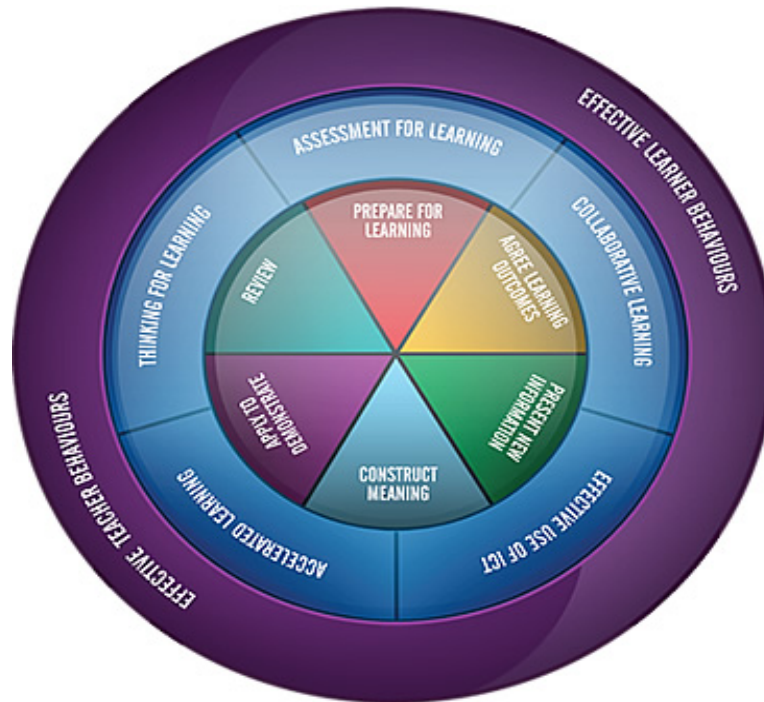 EFFECTIVE LEARNER BEHAVIOURS
EFFECTIVE TEACHER BEHAVIOURS
ASSESSMENT FOR LEARNING
COLLABORATIVE LEARNING
EFFECTIVE USE OF ICT
ACCELERATED LEARNING
THINKING FOR LEARNING
PREPARE FOR
LEARNING
AGREE LEARNING
OUTCOMES
PRESENT NEW
INFORMATION
CONSTRUCT
MEANING
APPLY TO
DEMONSTRATE
REVIEW